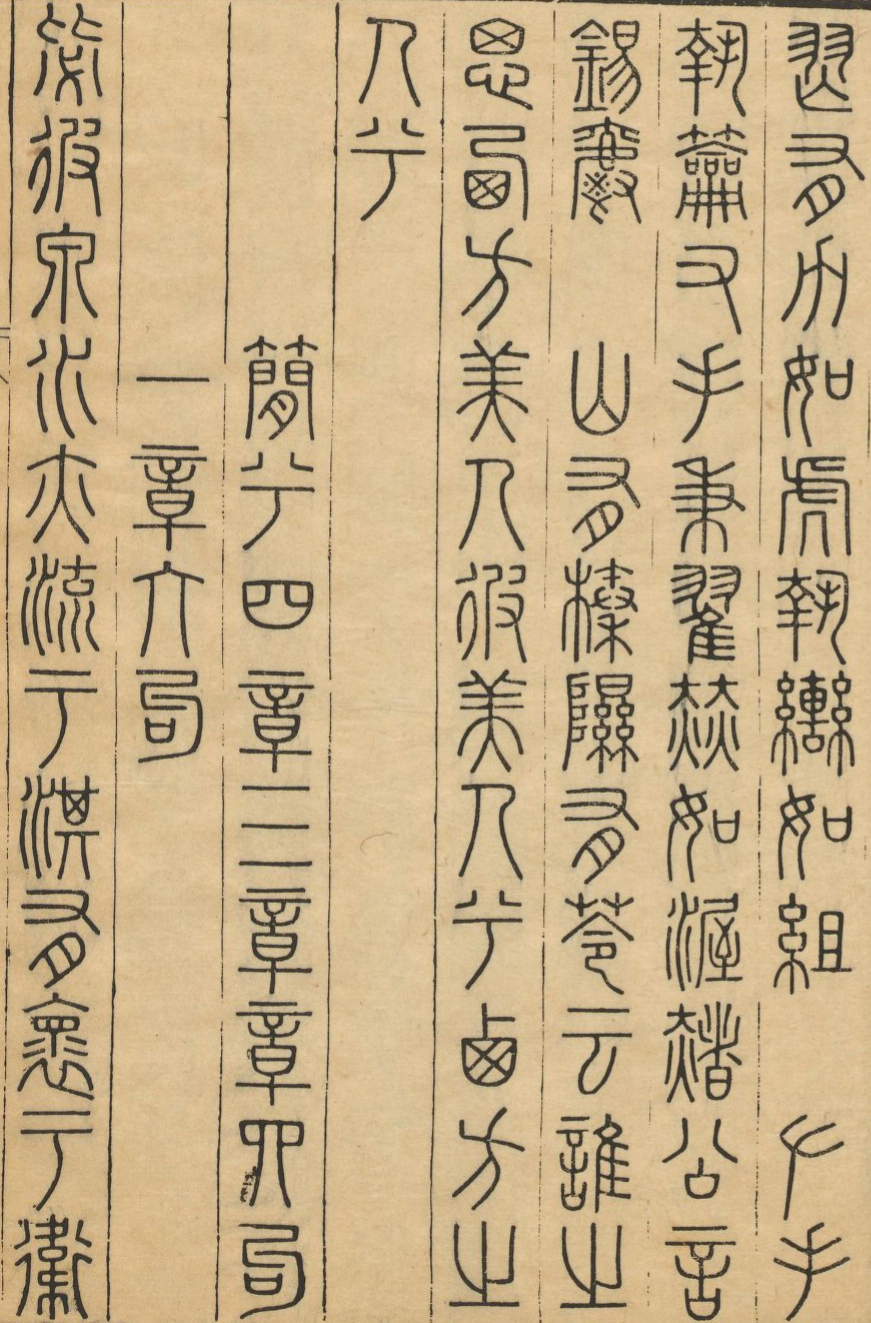 舞有力如虎執轡如組　左手
執籥右手秉翟赫如渥赭公言
錫爵　山有榛隰有苓云誰之
思西方美人彼美人兮西方之
人兮
簡兮四章三章章四句
一章六句
毖彼泉水亦流于淇有懷于衛